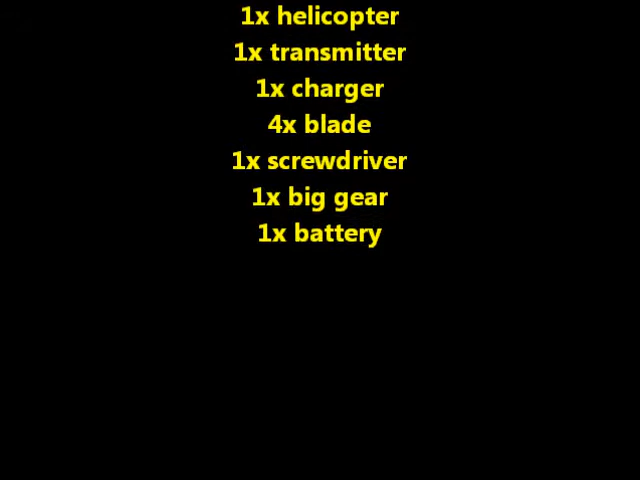 1x helicopter
1x transmitter
1x charger
4x blade
1x screwdriver
1x big gear
1x battery